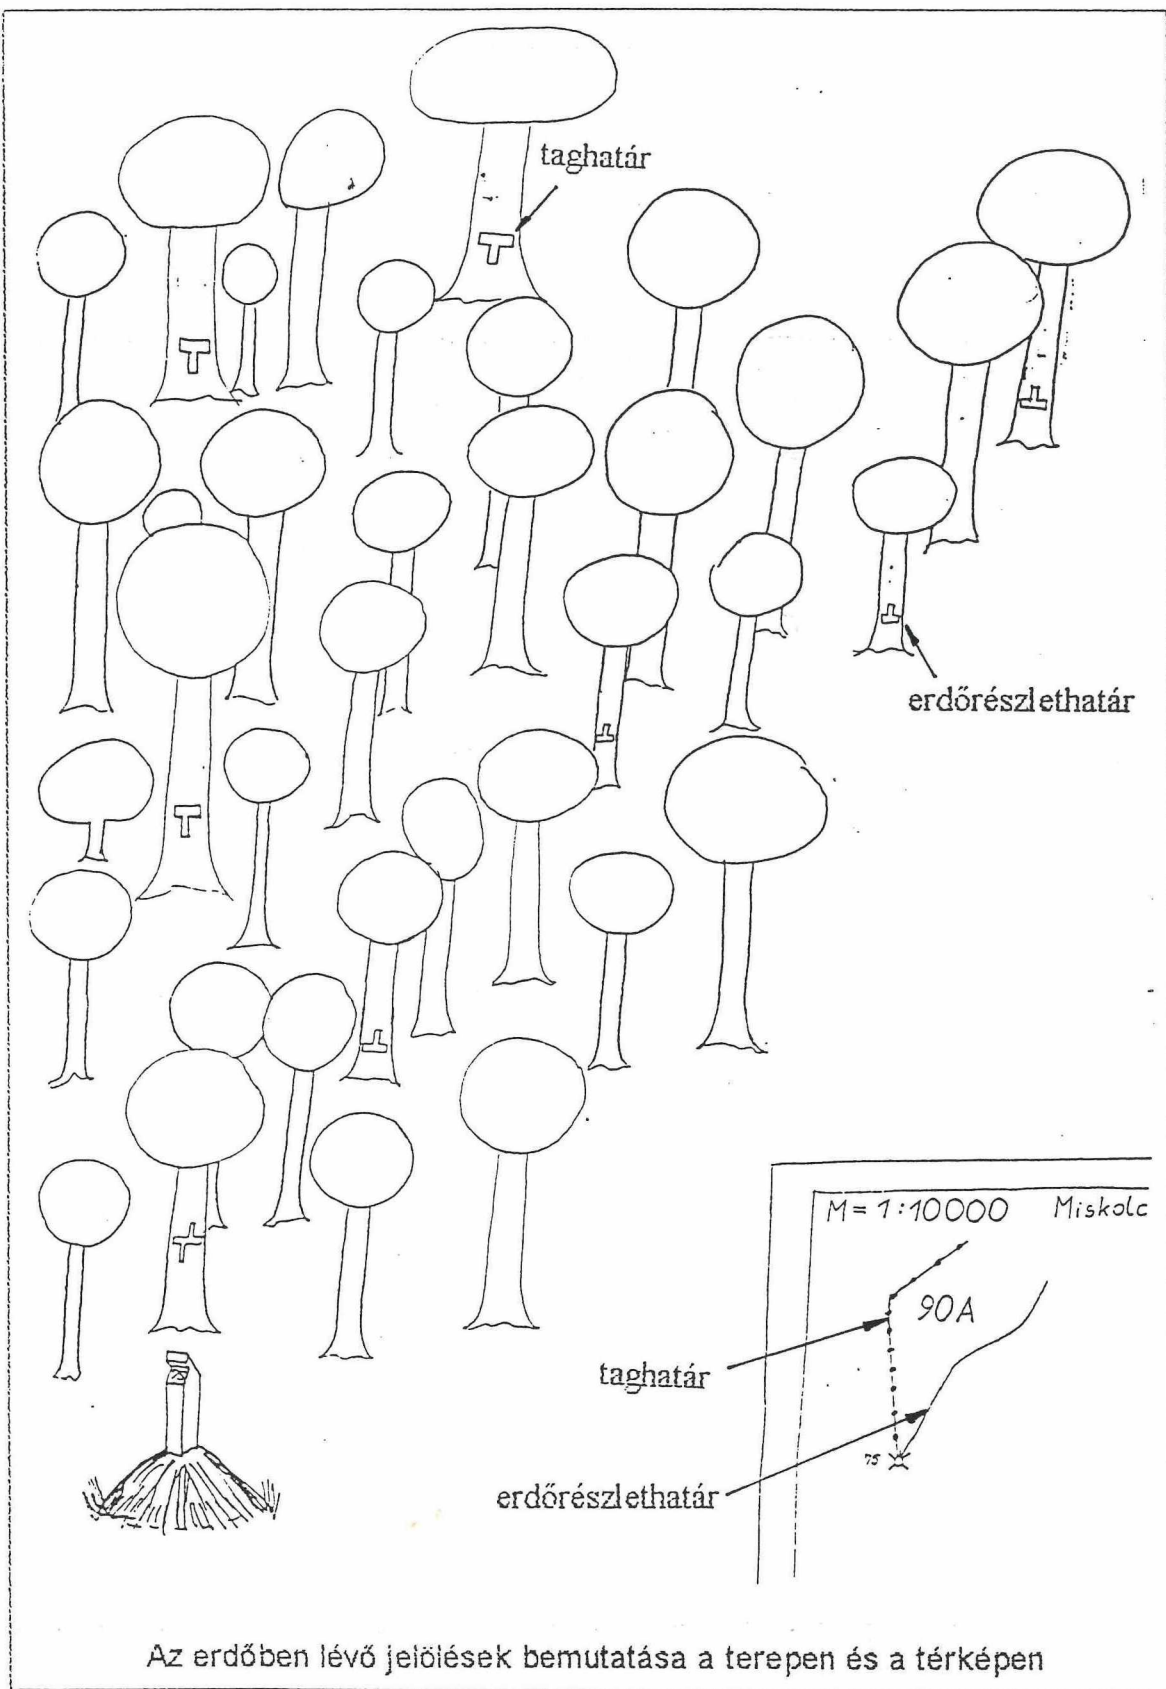 taghatár
erdőrészlethatár
M = 1:10000 Miskolc
90A
taghatár
75
erdőrészlethatár
Az erdőben lévő jelölések bemutatása a terepen és a térképen